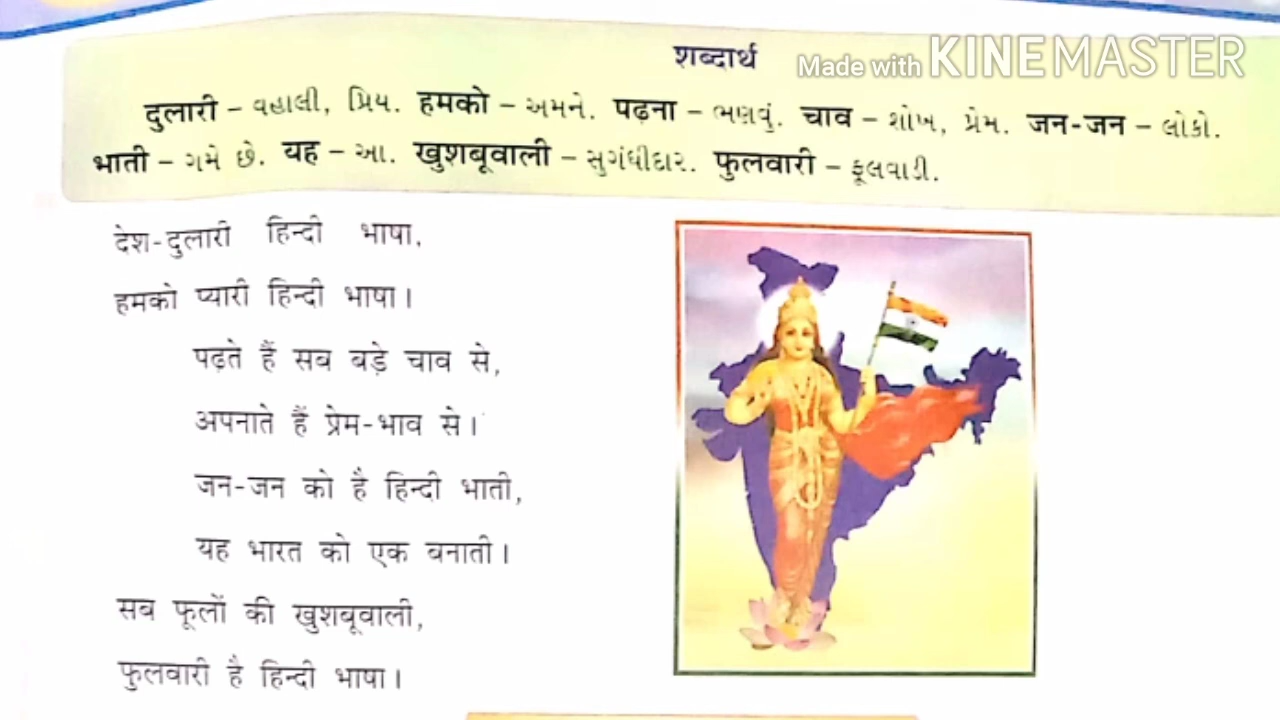 शब्दार्थ
Made with KINEMASTER
दुलारी – વહાલી, પ્રિય. हमको – અમને. पढ़ना – ભણવું. चाव – શોખ, પ્રેમ. जन-जन – લોકો.
भाती – ગમે છે. यह – આ. खुशबूवाली – સુગંધીદાર. फुलवारी – ફૂલવાડી.
देश-दुलारी हिन्दी भाषा,
हमको प्यारी हिन्दी भाषा।
पढ़ते हैं सब बड़े चाव से,
अपनाते हैं प्रेम-भाव से।
जन-जन को है हिन्दी भाती,
यह भारत को एक बनाती।
सब फूलों की खुशबूवाली,
फुलवारी है हिन्दी भाषा।